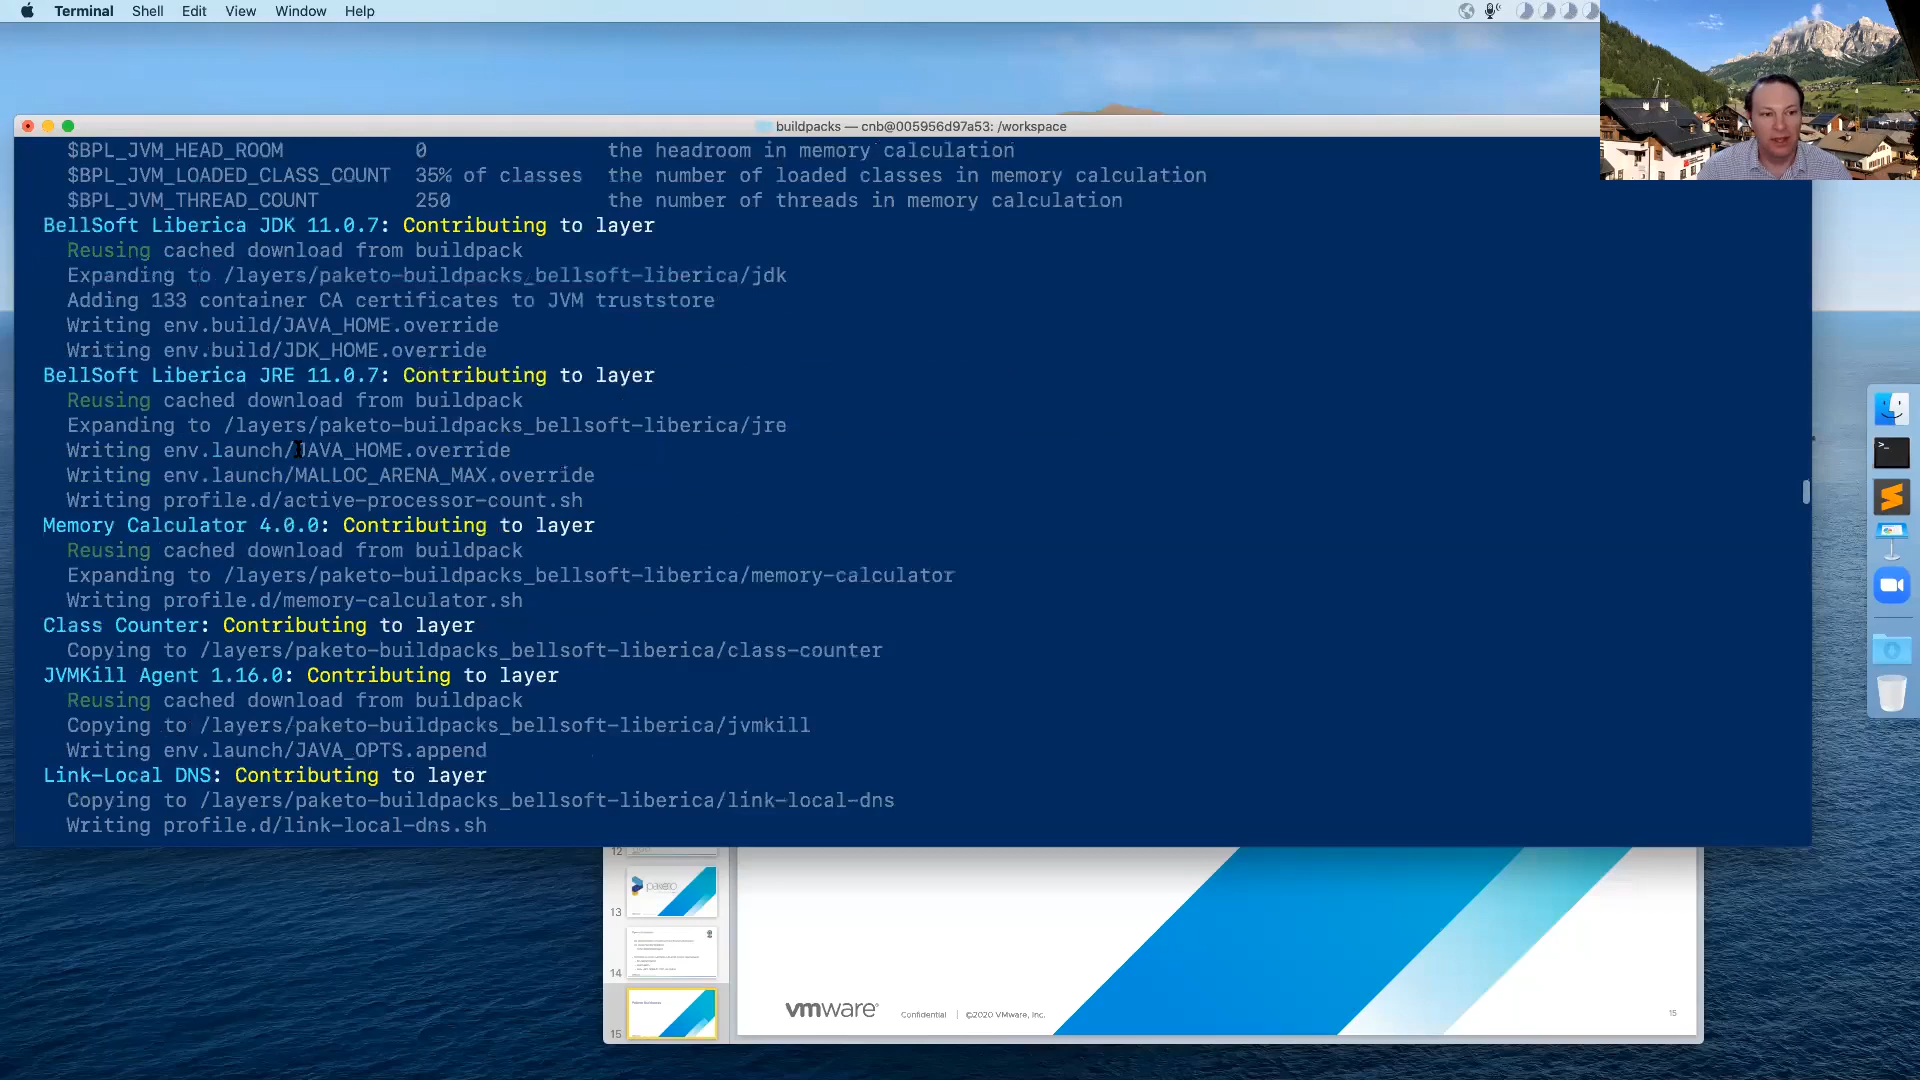 Terminal Shell Edit View Window Help
buildpacks — cnb@005956d97a53: /workspace
$BPL_JVM_HEAD_ROOM 0 the headroom in memory calculation
$BPL_JVM_LOADED_CLASS_COUNT 35% of classes the number of loaded classes in memory calculation
$BPL_JVM_THREAD_COUNT 250 the number of threads in memory calculation
BellSoft Liberica JDK 11.0.7: Contributing to layer
Reusing cached download from buildpack
Expanding to /layers/paketo-buildpacks_bellsoft-liberica/jdk
Adding 133 container CA certificates to JVM truststore
Writing env.build/JAVA_HOME.override
Writing env.build/JDK_HOME.override
BellSoft Liberica JRE 11.0.7: Contributing to layer
Reusing cached download from buildpack
Expanding to /layers/paketo-buildpacks_bellsoft-liberica/jre
Writing env.launch/JAVA_HOME.override
Writing env.launch/MALLOC_ARENA_MAX.override
Writing profile.d/active-processor-count.sh
Memory Calculator 4.0.0: Contributing to layer
Reusing cached download from buildpack
Expanding to /layers/paketo-buildpacks_bellsoft-liberica/memory-calculator
Writing profile.d/memory-calculator.sh
Class Counter: Contributing to layer
Copying to /layers/paketo-buildpacks_bellsoft-liberica/class-counter
JVMKill Agent 1.16.0: Contributing to layer
Reusing cached download from buildpack
Copying to /layers/paketo-buildpacks_bellsoft-liberica/jvmkill
Writing env.launch/JAVA_OPTS.append
Link-Local DNS: Contributing to layer
Copying to /layers/paketo-buildpacks_bellsoft-liberica/link-local-dns
Writing profile.d/link-local-dns.sh
12
13
paketo
14
15
vmware Confidential | ©2020 VMware, Inc. 15